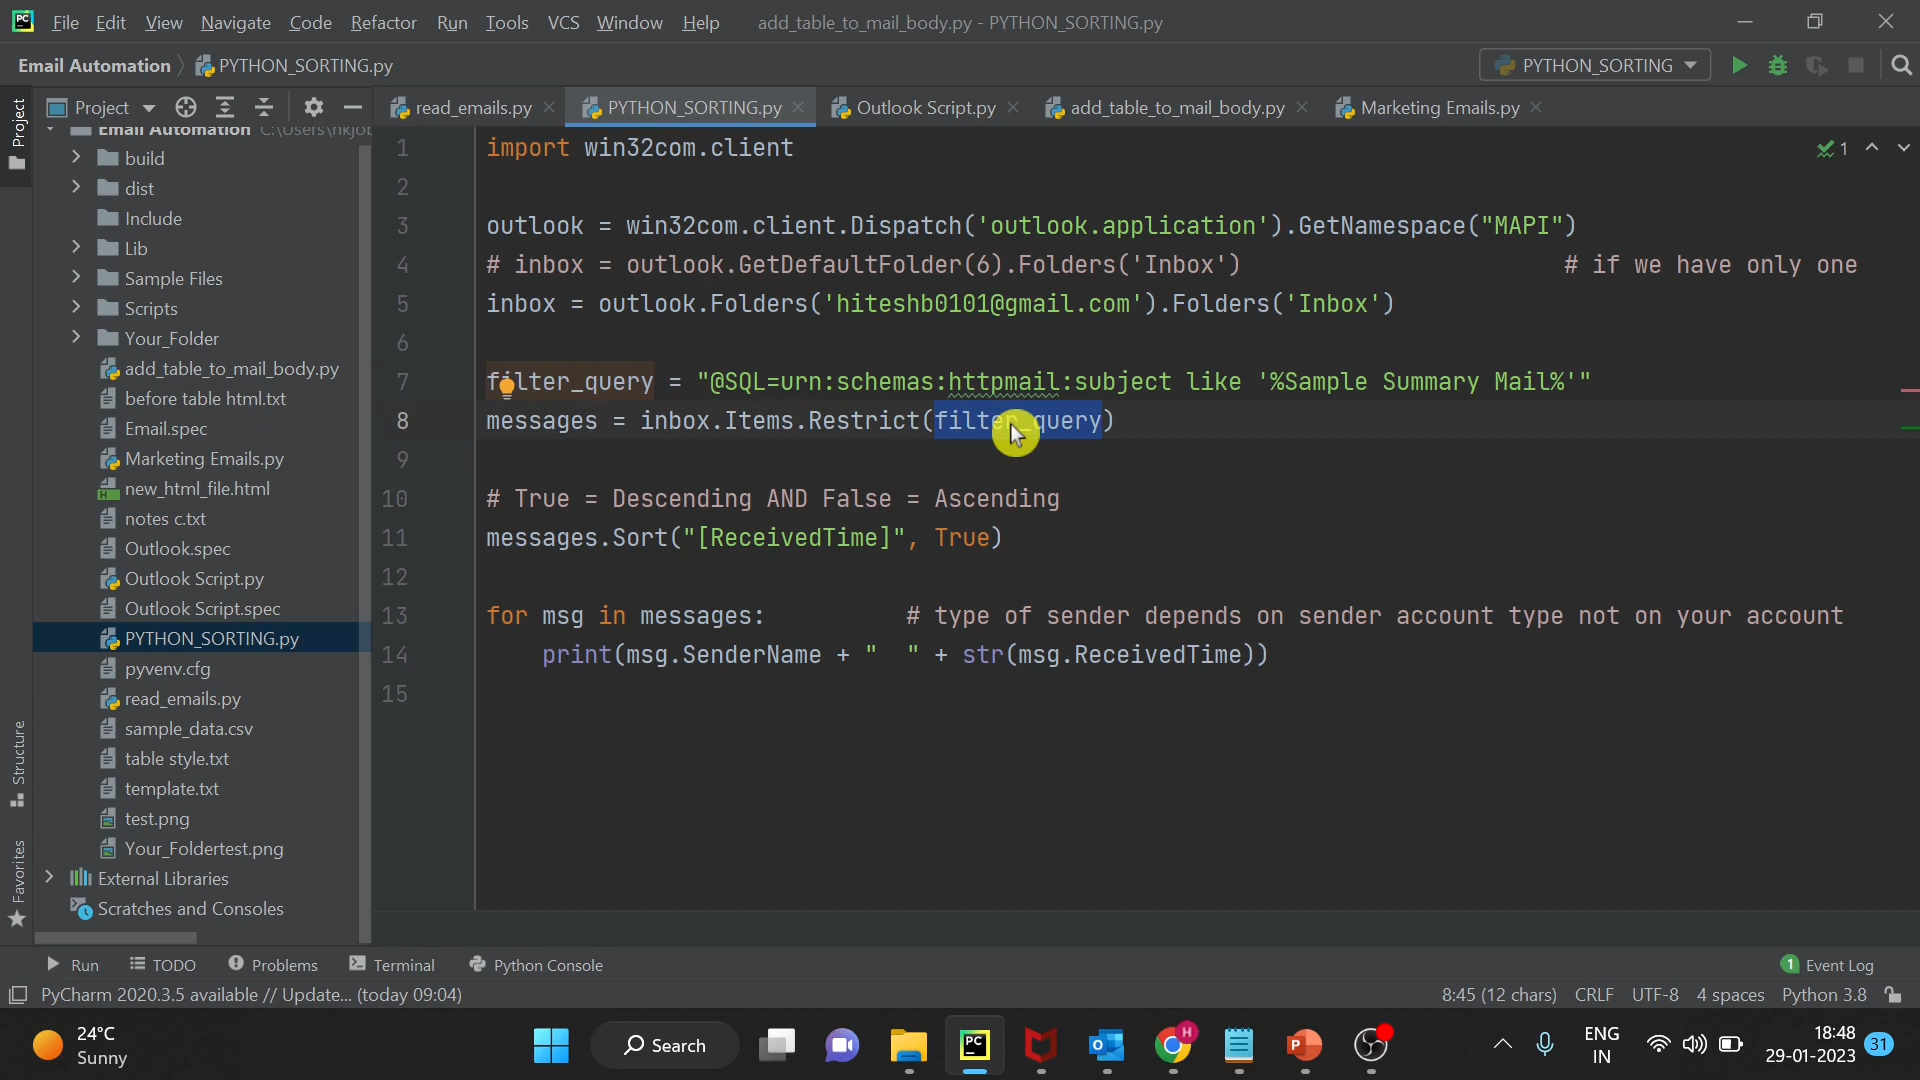 PC File Edit View Navigate Code Refactor Run Tools VCS Window Help add_table_to_mail_body.py - PYTHON_SORTING.py
Email Automation PYTHON_SORTING.py PYTHON_SORTING
Project read_emails.py PYTHON_SORTING.py Outlook Script.py add_table_to_mail_body.py Marketing Emails.py
Project
Structure
Favorites
Email Automation
build
dist
Include
Lib
Sample Files
Scripts
Your_Folder
add_table_to_mail_body.py
before table html.txt
Email.spec
Marketing Emails.py
new_html_file.html
notes c.txt
Outlook.spec
Outlook Script.py
Outlook Script.spec
PYTHON_SORTING.py
pyvenv.cfg
read_emails.py
sample_data.csv
table style.txt
template.txt
test.png
Your_Foldertest.png
External Libraries
Scratches and Consoles
1 import win32com.client 1
2
3 outlook = win32com.client.Dispatch('outlook.application').GetNamespace("MAPI")
4 # inbox = outlook.GetDefaultFolder(6).Folders('Inbox') # if we have only one
5 inbox = outlook.Folders('hiteshb0101@gmail.com').Folders('Inbox')
6
7 filter_query = "@SQL=urn:schemas:httpmail:subject like '%Sample Summary Mail%'"
8 messages = inbox.Items.Restrict(filter_query)
9
10 # True = Descending AND False = Ascending
11 messages.Sort("[ReceivedTime]", True)
12
13 for msg in messages: # type of sender depends on sender account type not on your account
14 print(msg.SenderName + "  " + str(msg.ReceivedTime))
15
Run TODO Problems Terminal Python Console 1 Event Log
PyCharm 2020.3.5 available // Update... (today 09:04) 8:45 (12 chars) CRLF UTF-8 4 spaces Python 3.8
24°C
Sunny
Search
PC
H
ENG
IN
18:48
29-01-2023
31